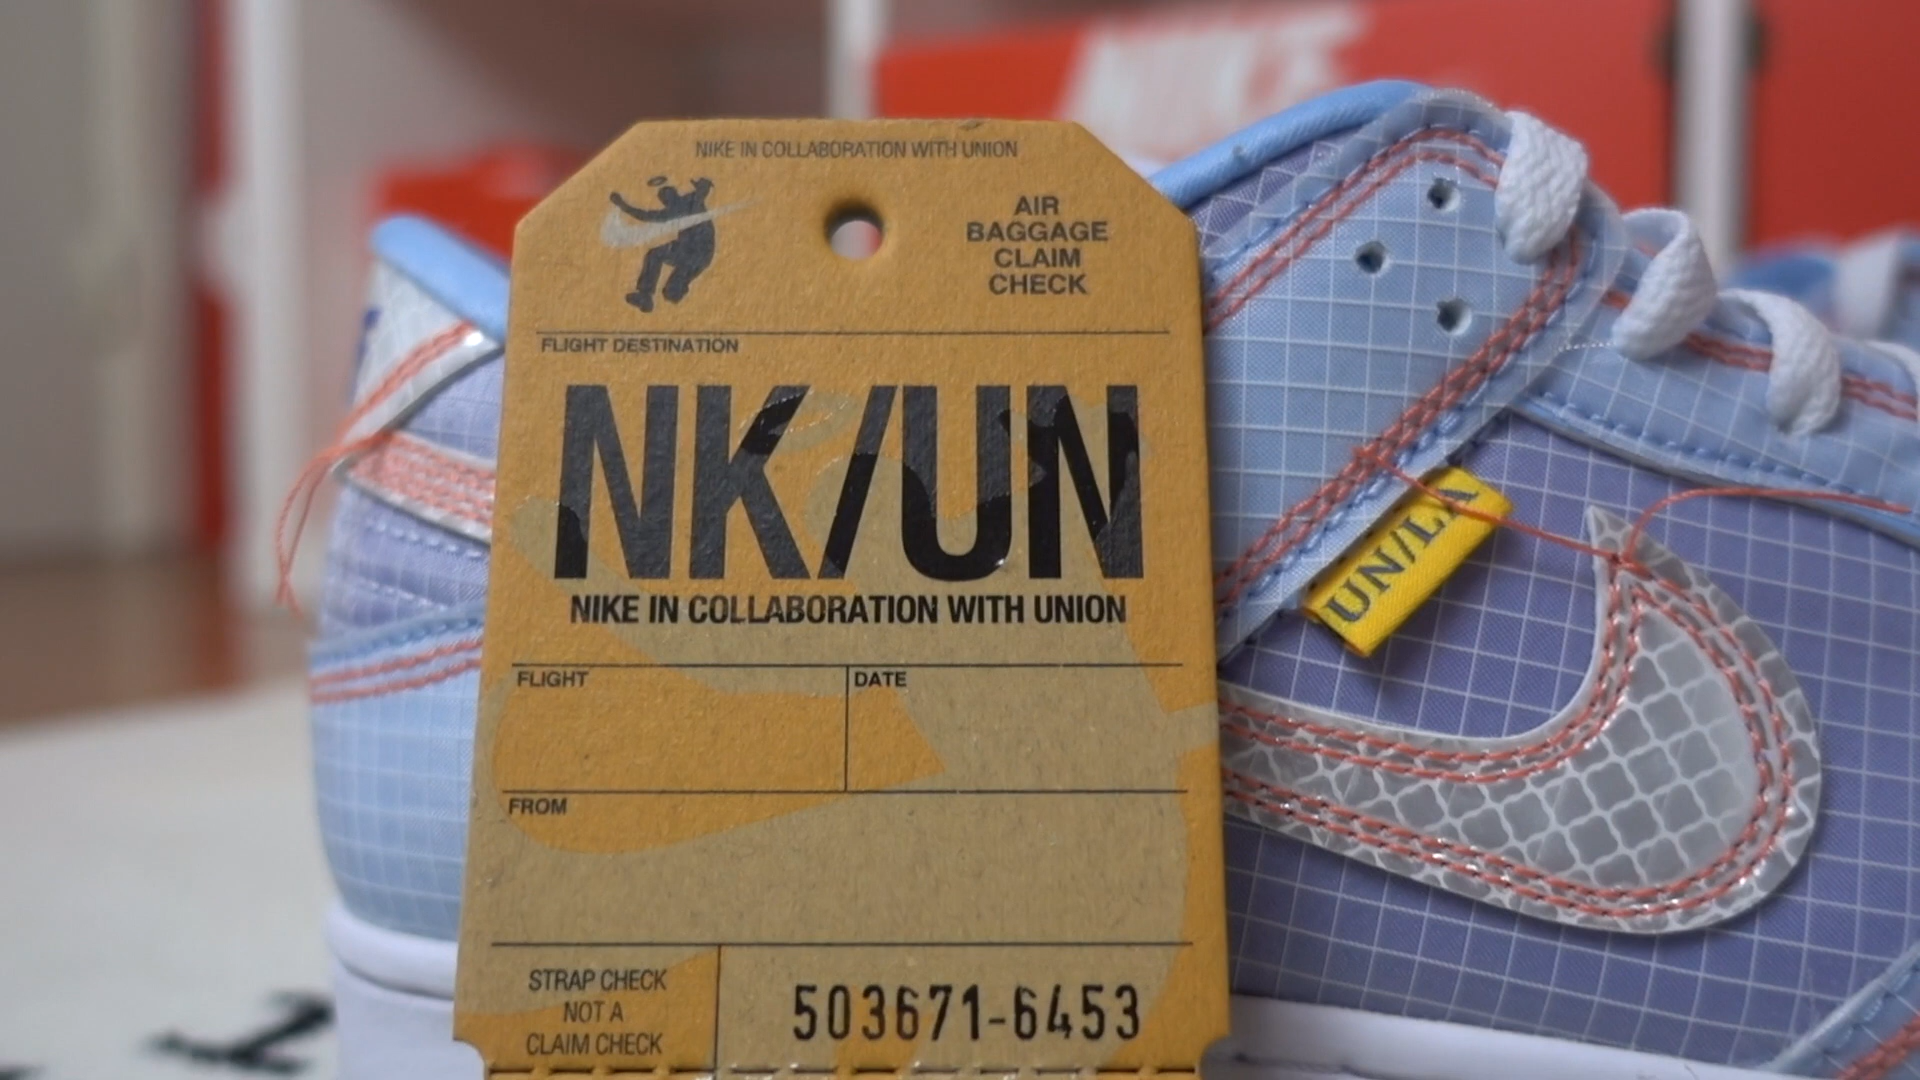 NIKE IN COLLABORATION WITH UNION
AIR
BAGGAGE
CLAIM
CHECK
FLIGHT DESTINATION
NK/UN
NIKE IN COLLABORATION WITH UNION
FLIGHT
DATE
FROM
STRAP CHECK
NOT A
CLAIM CHECK
503671-6453
UN/LA
NIKE